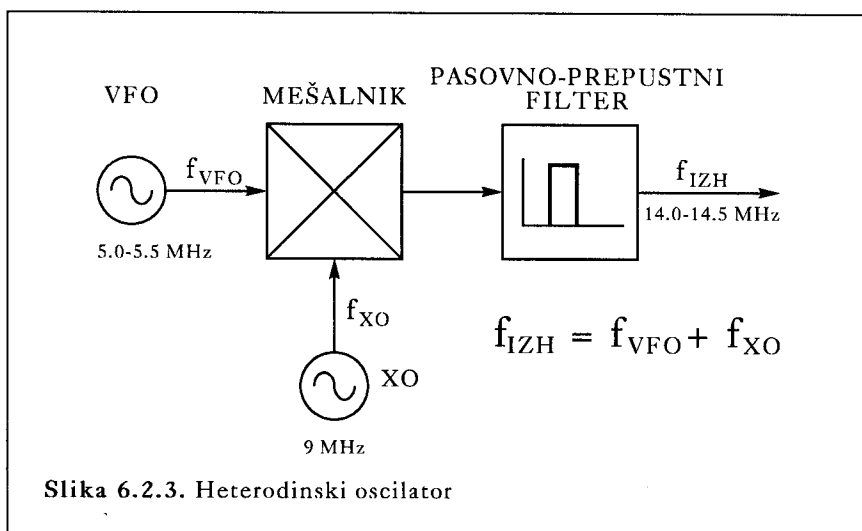 VFO
MEŠALNIK
PASOVNO-PREPUSTNI
FILTER
f_VFO
5.0-5.5 MHz
f_IZH
14.0-14.5 MHz
f_XO
XO
9 MHz
f_IZH = f_VFO + f_XO
Slika 6.2.3. Heterodinski oscilator